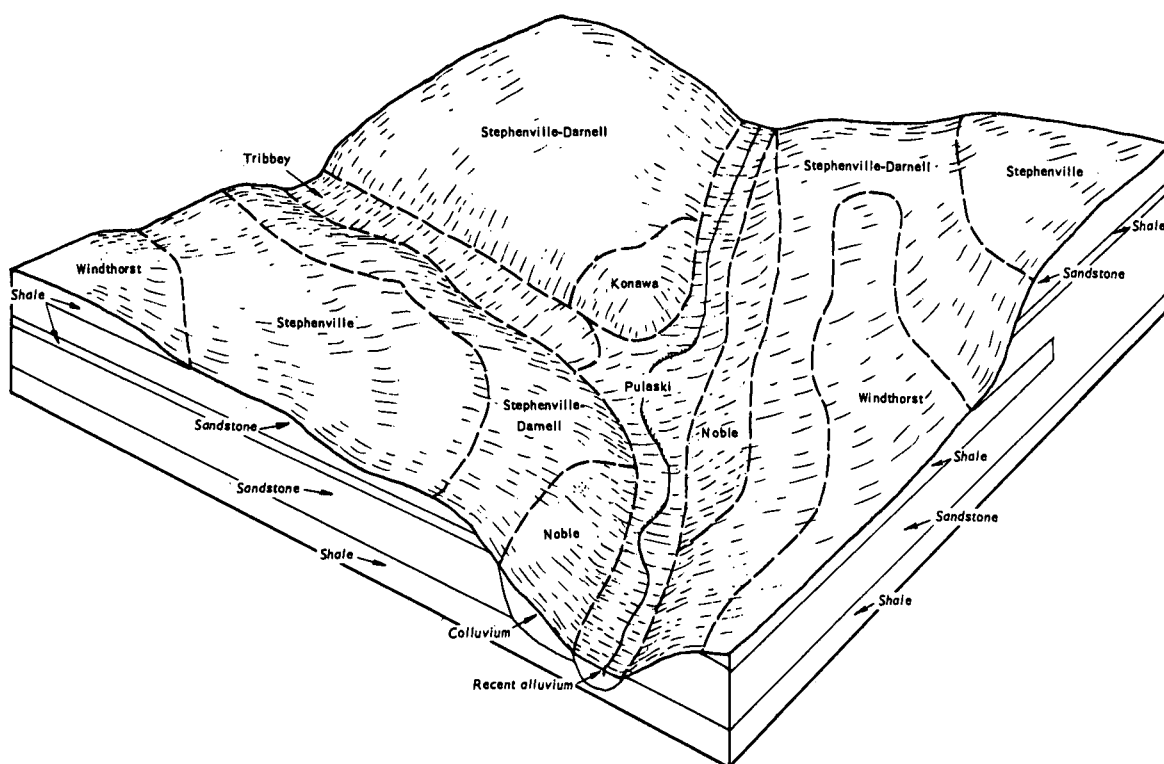 Stephenville-Darnell
Tribbey
Stephenville-Darnell
Stephenville
Shale
Sandstone
Windthorst
Konawa
Shale
Stephenville
Pulaski
Windthorst
Stephenville-
Darnell
Noble
Sandstone
Shale
Sandstone
Sandstone
Noble
Shale
Shale
Colluvium
Recent alluvium